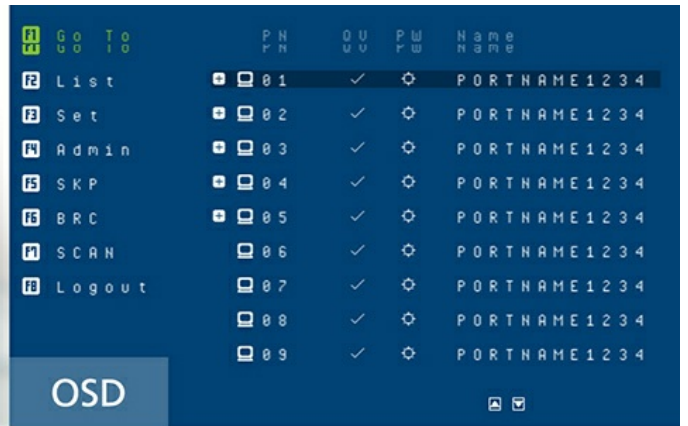 F1 Go To PN QV PW Name
F2 List 01 PORTNAME1234
F3 Set 02 PORTNAME1234
F4 Admin 03 PORTNAME1234
F5 SKP 04 PORTNAME1234
F6 BRC 05 PORTNAME1234
F7 SCAN 06 PORTNAME1234
F8 Logout 07 PORTNAME1234
08 PORTNAME1234
09 PORTNAME1234
OSD